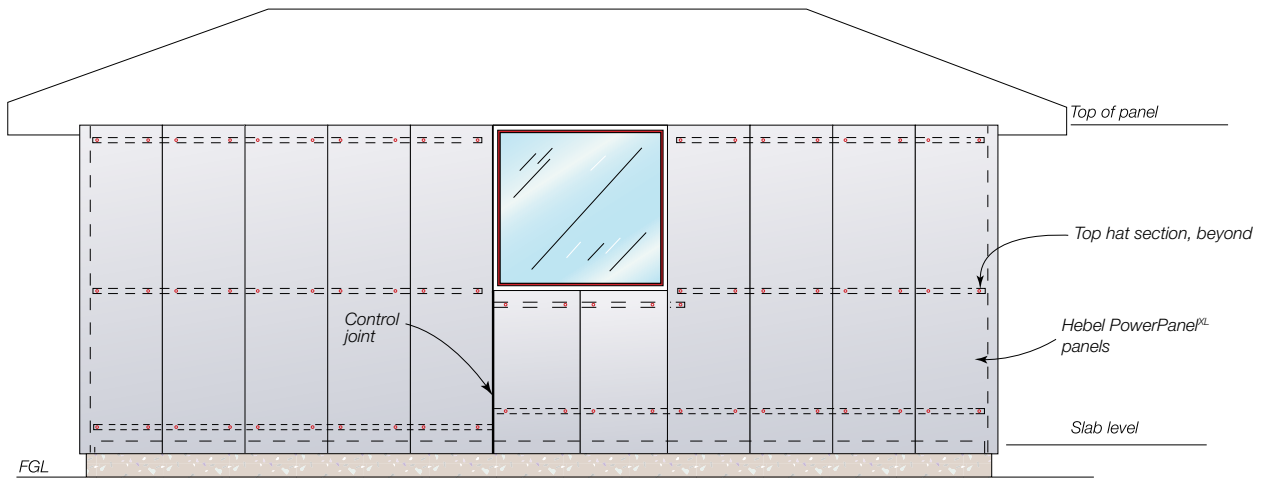 Top of panel
Top hat section, beyond
Control
joint
Hebel PowerPanelXL
panels
Slab level
FGL